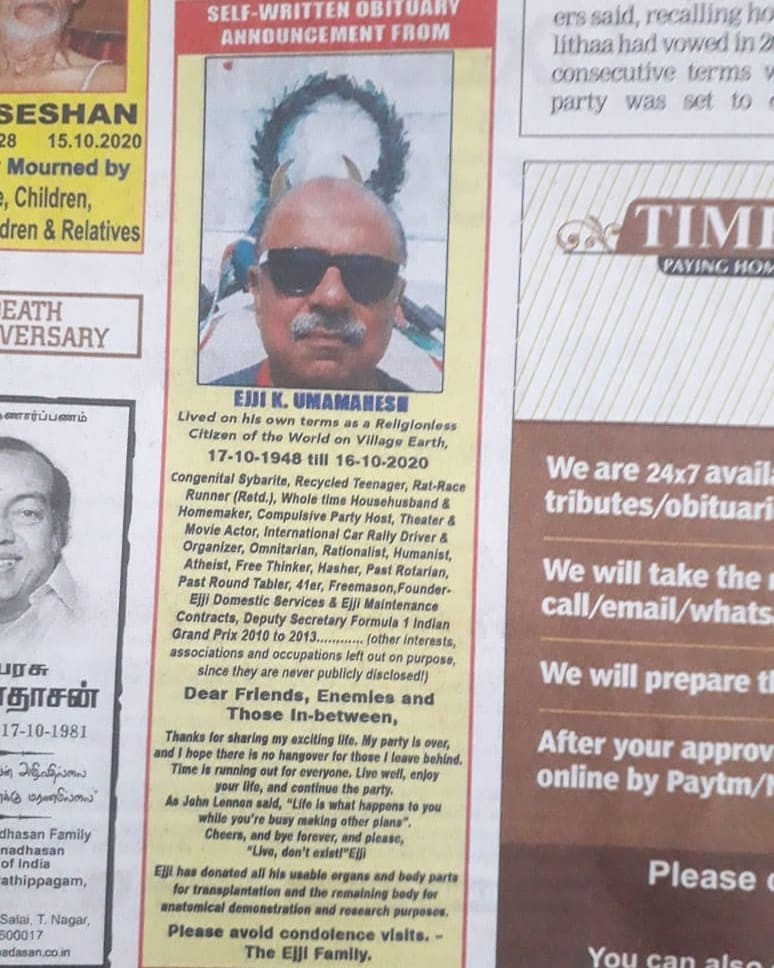 SESHAN
28 15.10.2020
Mourned by
e, Children,
dren & Relatives
DEATH
VERSARY
17-10-1981
dhasan Family
nadhasan
of India
athippagam,
Salai, T. Nagar,
600017
nadasan.co.in
SELF-WRITTEN OBITUARY
ANNOUNCEMENT FROM
EJJI K. UMAMAHESH
Lived on his own terms as a Religionless
Citizen of the World on Village Earth,
17-10-1948 till 16-10-2020
Congenital Sybarite, Recycled Teenager, Rat-Race
Runner (Retd.), Whole time Househusband &
Homemaker, Compulsive Party Host, Theater &
Movie Actor, International Car Rally Driver &
Organizer, Omnitarian, Rationalist, Humanist,
Atheist, Free Thinker, Hasher, Past Rotarian,
Past Round Tabler, 41er, Freemason,Founder-
Ejji Domestic Services & Ejji Maintenance
Contracts, Deputy Secretary Formula 1 Indian
Grand Prix 2010 to 2013............ (other interests,
associations and occupations left out on purpose,
since they are never publicly disclosed!)
Dear Friends, Enemies and
Those In-between,
Thanks for sharing my exciting life. My party is over,
and I hope there is no hangover for those I leave behind.
Time is running out for everyone. Live well, enjoy
your life, and continue the party.
As John Lennon said, "Life is what happens to you
while you're busy making other plans".
Cheers, and bye forever, and please,
"Live, don't exist!"Ejji
Ejji has donated all his usable organs and body parts
for transplantation and the remaining body for
anatomical demonstration and research purposes.
Please avoid condolence visits. -
The Ejji Family.
ers said, recalling ho
lithaa had vowed in 2
consecutive terms w
party was set to
TIME
PAYING HOM
We are 24x7 availa
tributes/obituari
We will take the
call/email/whats
We will prepare th
After your approv
online by Paytm/
Please
You can also